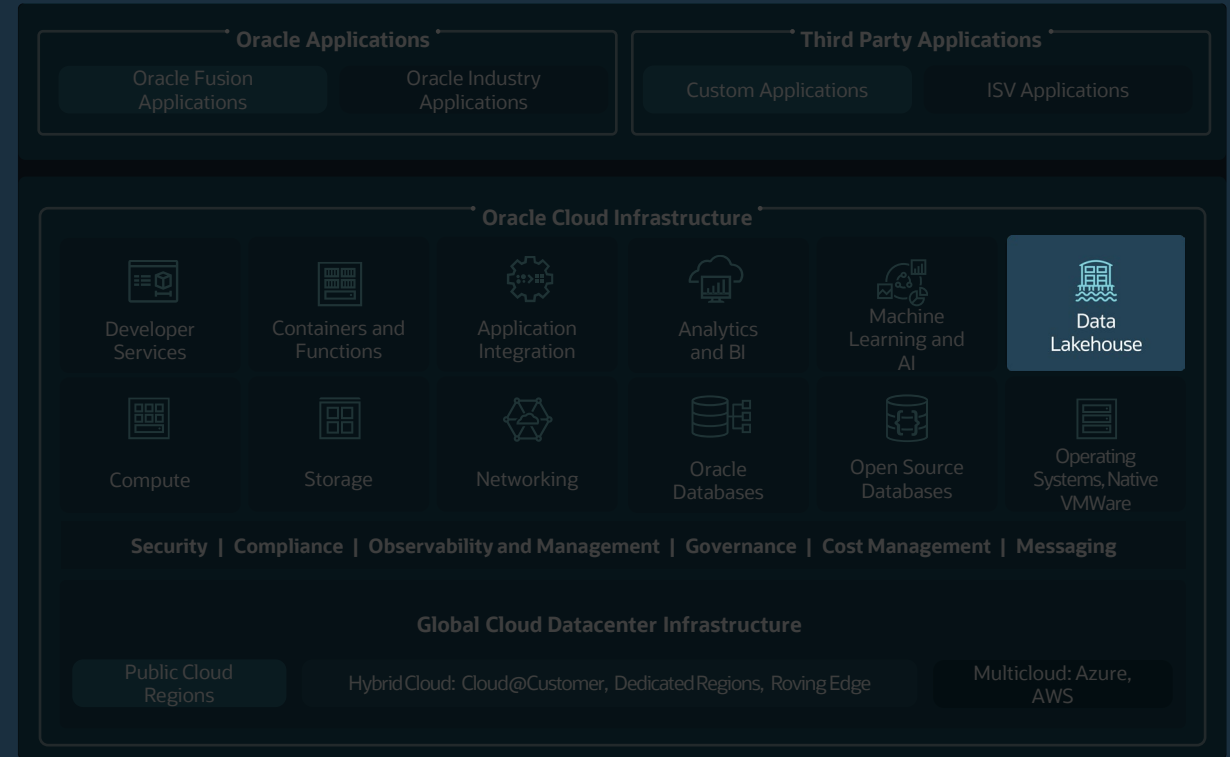 Oracle Applications
Third Party Applications
Oracle Fusion
Applications
Oracle Industry
Applications
Custom Applications
ISV Applications
Oracle Cloud Infrastructure
Developer
Services
Containers and
Functions
Application
Integration
Analytics
and BI
Machine
Learning and
AI
Data
Lakehouse
Compute
Storage
Networking
Oracle
Databases
Open Source
Databases
Operating
Systems, Native
VMWare
Security | Compliance | Observability and Management | Governance | Cost Management | Messaging
Global Cloud Datacenter Infrastructure
Public Cloud
Regions
Hybrid Cloud: Cloud@Customer, Dedicated Regions, Roving Edge
Multicloud: Azure,
AWS